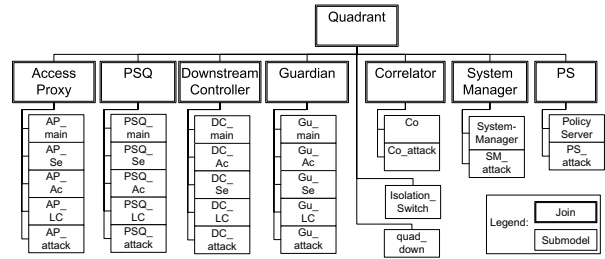 Quadrant
Access
Proxy
PSQ
Downstream
Controller
Guardian
Correlator
System
Manager
PS
AP_
main
AP_
Se
AP_
Ac
AP_
LC
AP_
attack
PSQ_
main
PSQ_
Se
PSQ_
Ac
PSQ_
LC
PSQ_
attack
DC_
main
DC_
Ac
DC_
Se
DC_
LC
DC_
attack
Gu_
main
Gu_
Ac
Gu_
Se
Gu_
LC
Gu_
attack
Co
Co_attack
System-
Manager
SM_
attack
Policy
Server
PS_
attack
Isolation_
Switch
quad_
down
Legend:
Join
Submodel